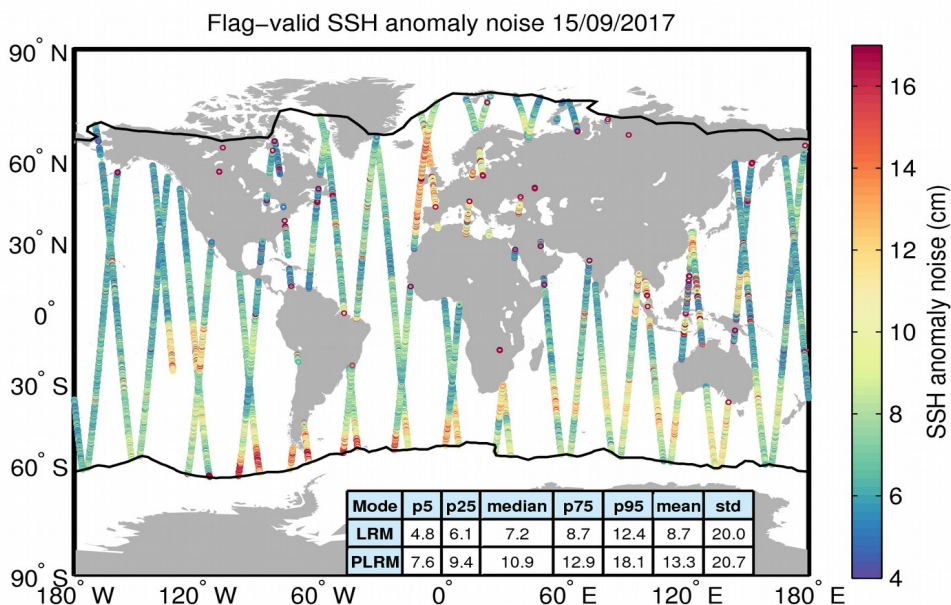 Flag−valid SSH anomaly noise 15/09/2017
90° N
60° N
30° N
0°
30° S
60° S
90° S
180° W
120° W
60° W
0°
60° E
120° E
180° E
Mode p5 p25 median p75 p95 mean std
LRM 4.8 6.1 7.2 8.7 12.4 8.7 20.0
PLRM 7.6 9.4 10.9 12.9 18.1 13.3 20.7
16
14
12
10
8
6
4
SSH anomaly noise (cm)